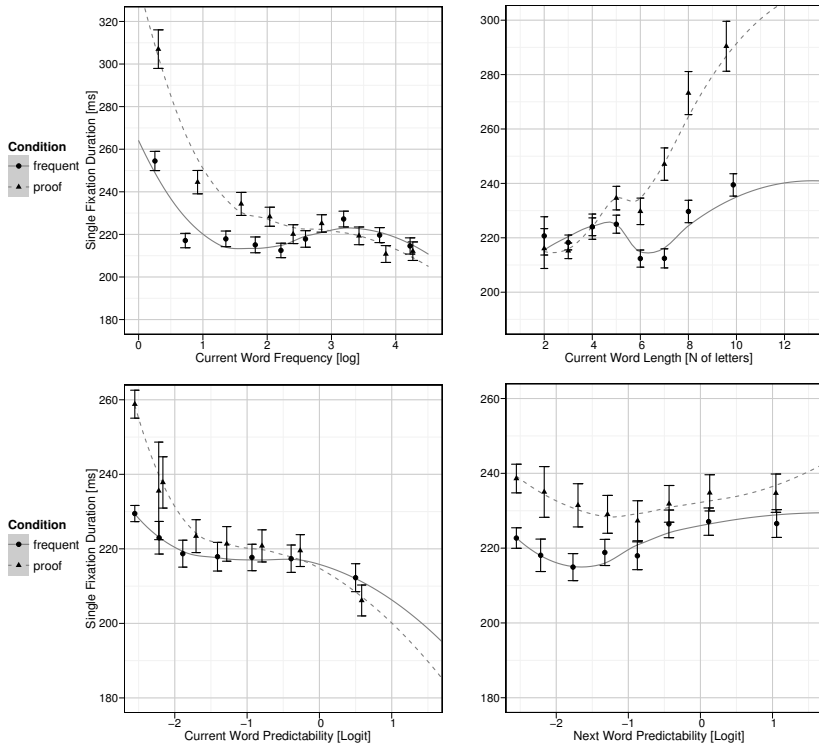 320
300
280
260
240
220
200
180
Single Fixation Duration [ms]
0 1 2 3 4
Current Word Frequency [log]
300
280
260
240
220
200
2 4 6 8 10 12
Current Word Length [N of letters]
Condition
frequent
proof
260
240
220
200
180
Single Fixation Duration [ms]
−2 −1 0 1
Current Word Predictability [Logit]
260
240
220
200
180
−2 −1 0 1
Next Word Predictability [Logit]
Condition
frequent
proof